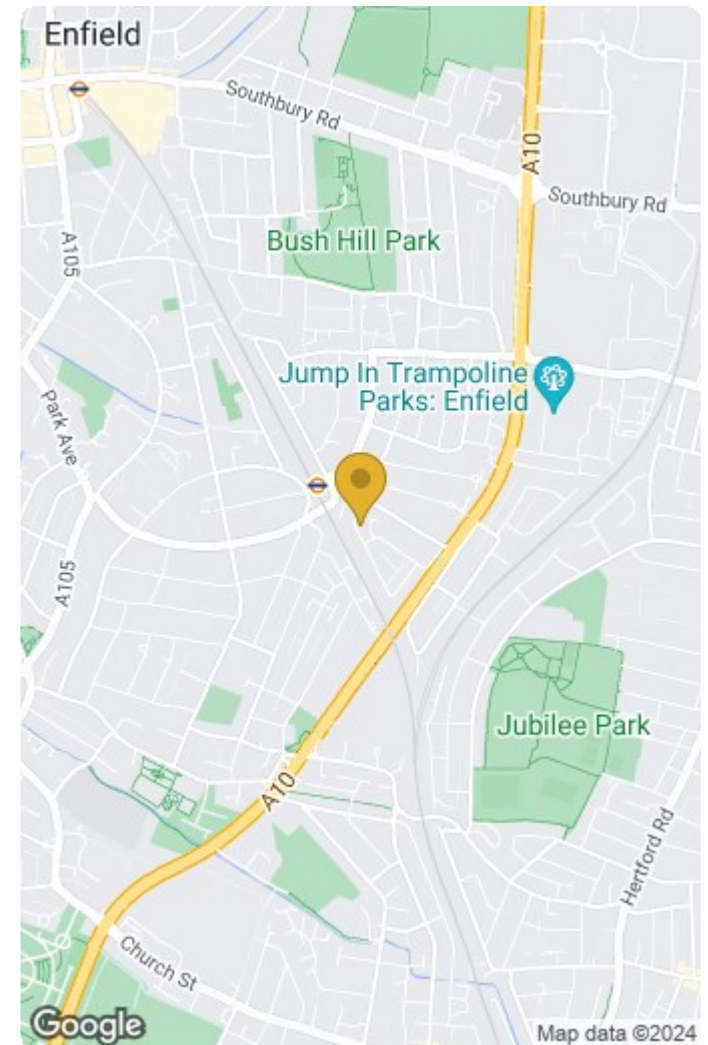 Enfield
Southbury Rd
A10
Southbury Rd
A105
Bush Hill Park
Jump In Trampoline
Parks: Enfield
Park Ave
A105
Jubilee Park
A10
Hertford Rd
Church St
Google
Map data ©2024